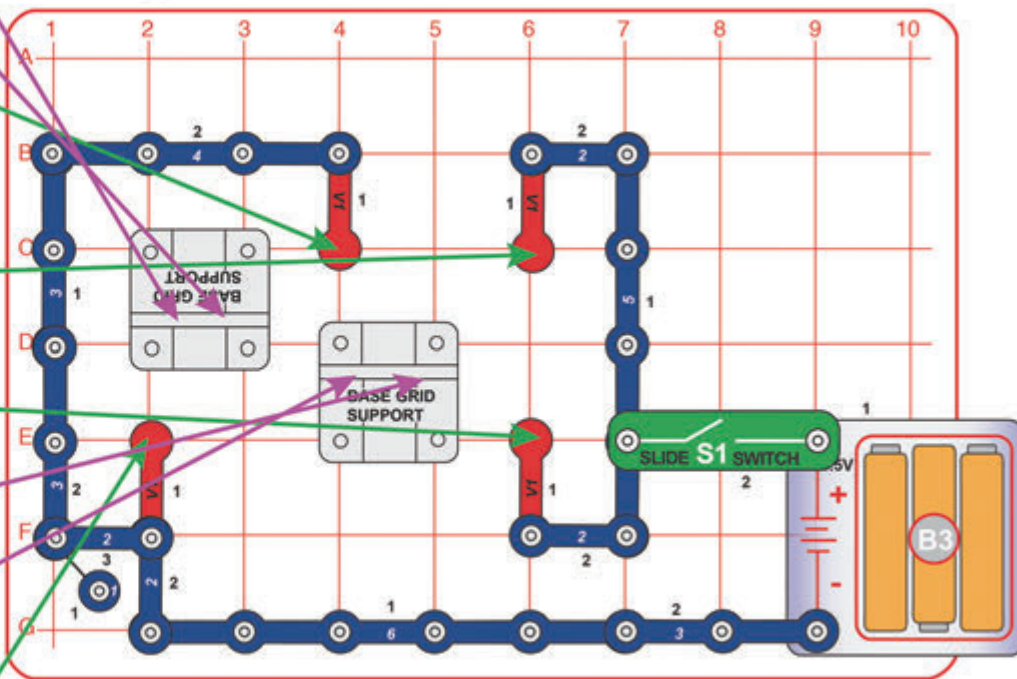 1 2 3 4 5 6 7 8 9 10
A
2 2
B 4 2
V1 1 1 V1
C
BASE GRID
SUPPORT
3 1 5 1
D
BASE GRID
SUPPORT
1
E
SLIDE S1 SWITCH
.5V
3 2 V 1 V1 1 2
+
F 2 2
3 2
B3
2 2
-
1 1
1 2
G 6 3